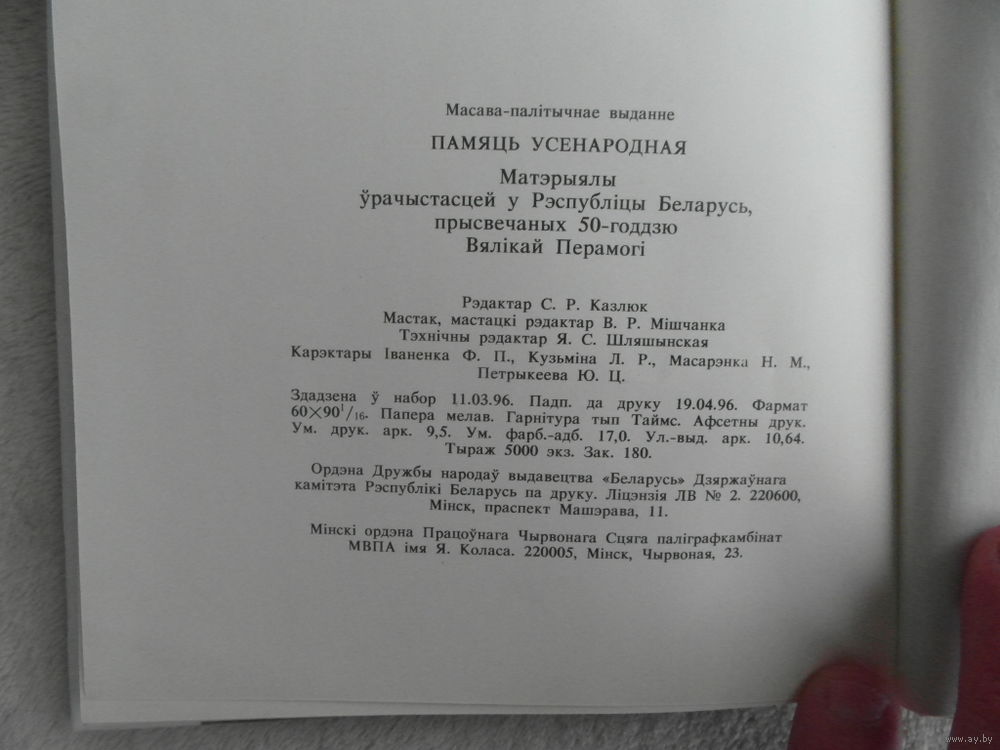 Масава-палітычнае выданне
ПАМЯЦЬ УСЕНАРОДНАЯ
Матэрыялы
ўрачыстасцей у Рэспубліцы Беларусь,
прысвечаных 50-годдзю
Вялікай Перамогі
Рэдактар С. Р. Казлюк
Мастак, мастацкі рэдактар В. Р. Мішчанка
Тэхнічны рэдактар Я. С. Шляшынская
Карэктары Іваненка Ф. П., Кузьміна Л. Р., Масарэнка Н. М.,
Петрыкеева Ю. Ц.
Здадзена ў набор 11.03.96. Падп. да друку 19.04.96. Фармат
60×90¹/₁₆. Папера мелав. Гарнітура тып Таймс. Афсетны друк.
Ум. друк. арк. 9,5. Ум. фарб.-адб. 17,0. Ул.-выд. арк. 10,64.
Тыраж 5000 экз. Зак. 180.
Ордэна Дружбы народаў выдавецтва «Беларусь» Дзяржаўнага
камітэта Рэспублікі Беларусь па друку. Ліцэнзія ЛВ № 2. 220600,
Мінск, праспект Машэрава, 11.
Мінскі ордэна Працоўнага Чырвонага Сцяга паліграфкамбінат
МВПА імя Я. Коласа. 220005, Мінск, Чырвоная, 23.
www.ay.by